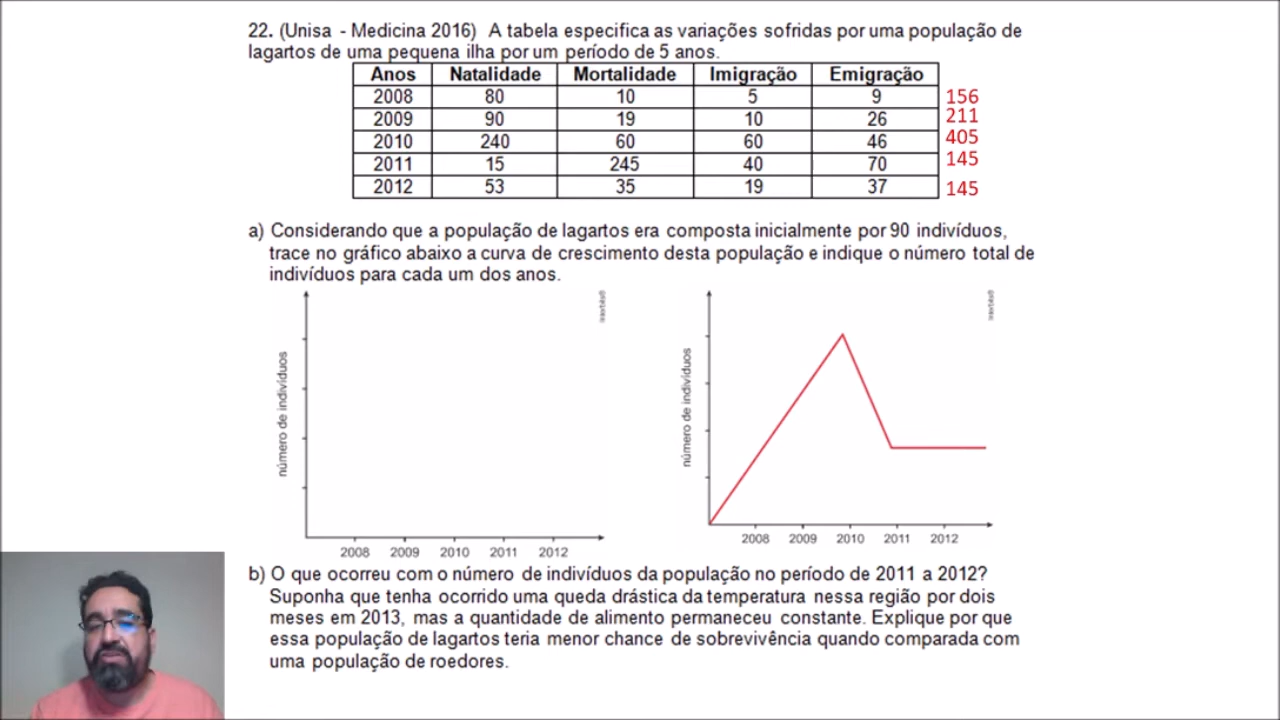 22. (Unisa - Medicina 2016) A tabela especifica as variações sofridas por uma população de
lagartos de uma pequena ilha por um período de 5 anos.
Anos Natalidade Mortalidade Imigração Emigração
2008 80 10 5 9 156
2009 90 19 10 26 211
2010 240 60 60 46 405
2011 15 245 40 70 145
2012 53 35 19 37 145
a) Considerando que a população de lagartos era composta inicialmente por 90 indivíduos,
trace no gráfico abaixo a curva de crescimento desta população e indique o número total de
indivíduos para cada um dos anos.
número de indivíduos
2008 2009 2010 2011 2012
número de indivíduos
2008 2009 2010 2011 2012
b) O que ocorreu com o número de indivíduos da população no período de 2011 a 2012?
Suponha que tenha ocorrido uma queda drástica da temperatura nessa região por dois
meses em 2013, mas a quantidade de alimento permaneceu constante. Explique por que
essa população de lagartos teria menor chance de sobrevivência quando comparada com
uma população de roedores.